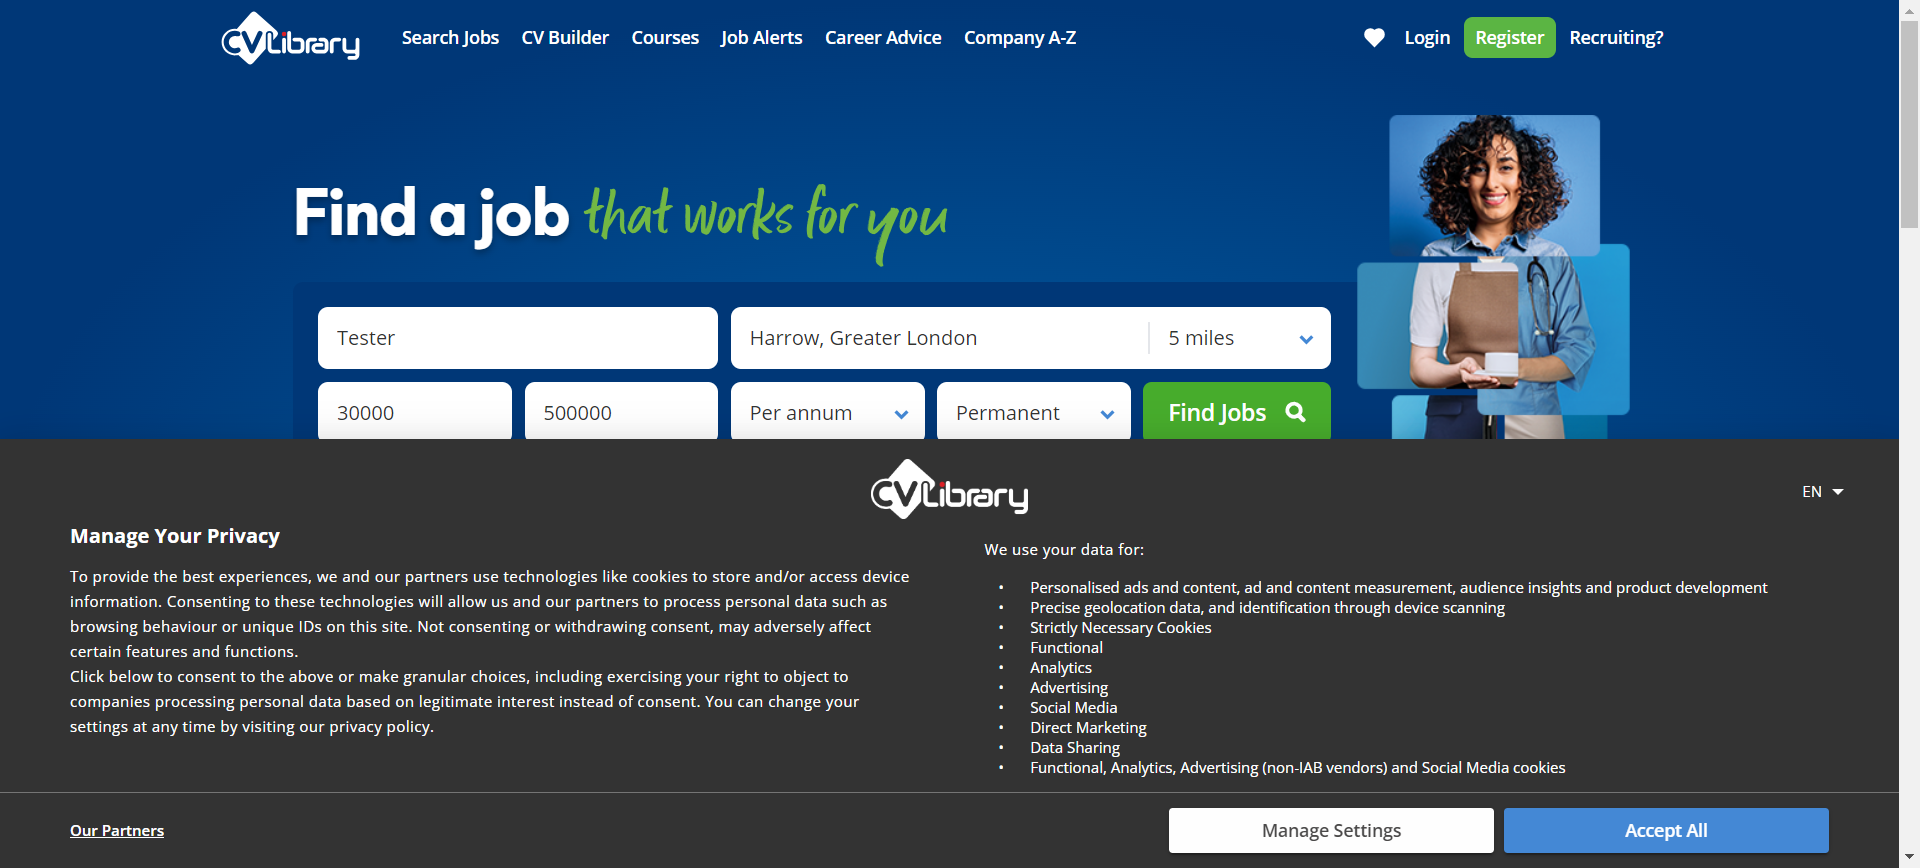 CVLibrary
Search Jobs
CV Builder
Courses
Job Alerts
Career Advice
Company A-Z
Login
Register
Recruiting?
Find a job that works for you
Tester
Harrow, Greater London
5 miles
30000
500000
Per annum
Permanent
Find Jobs
CVLibrary
EN
Manage Your Privacy
To provide the best experiences, we and our partners use technologies like cookies to store and/or access device
information. Consenting to these technologies will allow us and our partners to process personal data such as
browsing behaviour or unique IDs on this site. Not consenting or withdrawing consent, may adversely affect
certain features and functions.
Click below to consent to the above or make granular choices, including exercising your right to object to
companies processing personal data based on legitimate interest instead of consent. You can change your
settings at any time by visiting our privacy policy.
We use your data for:
• Personalised ads and content, ad and content measurement, audience insights and product development
• Precise geolocation data, and identification through device scanning
• Strictly Necessary Cookies
• Functional
• Analytics
• Advertising
• Social Media
• Direct Marketing
• Data Sharing
• Functional, Analytics, Advertising (non-IAB vendors) and Social Media cookies
Our Partners
Manage Settings
Accept All